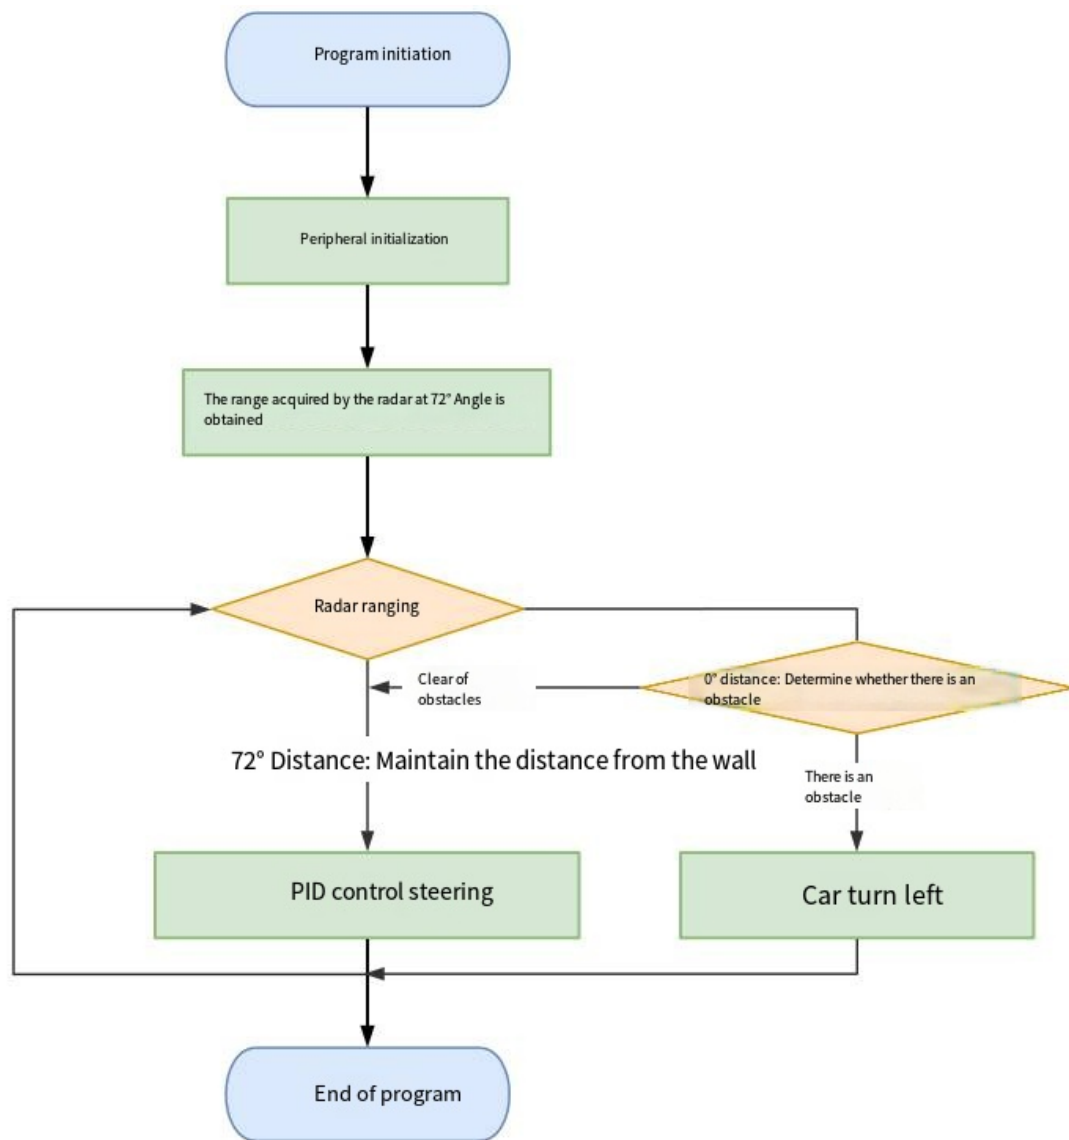 Program initiation
Peripheral initialization
The range acquired by the radar at 72° Angle is
obtained
Radar ranging
0° distance: Determine whether there is an
obstacle
Clear of
obstacles
72° Distance: Maintain the distance from the wall
There is an
obstacle
PID control steering
Car turn left
End of program